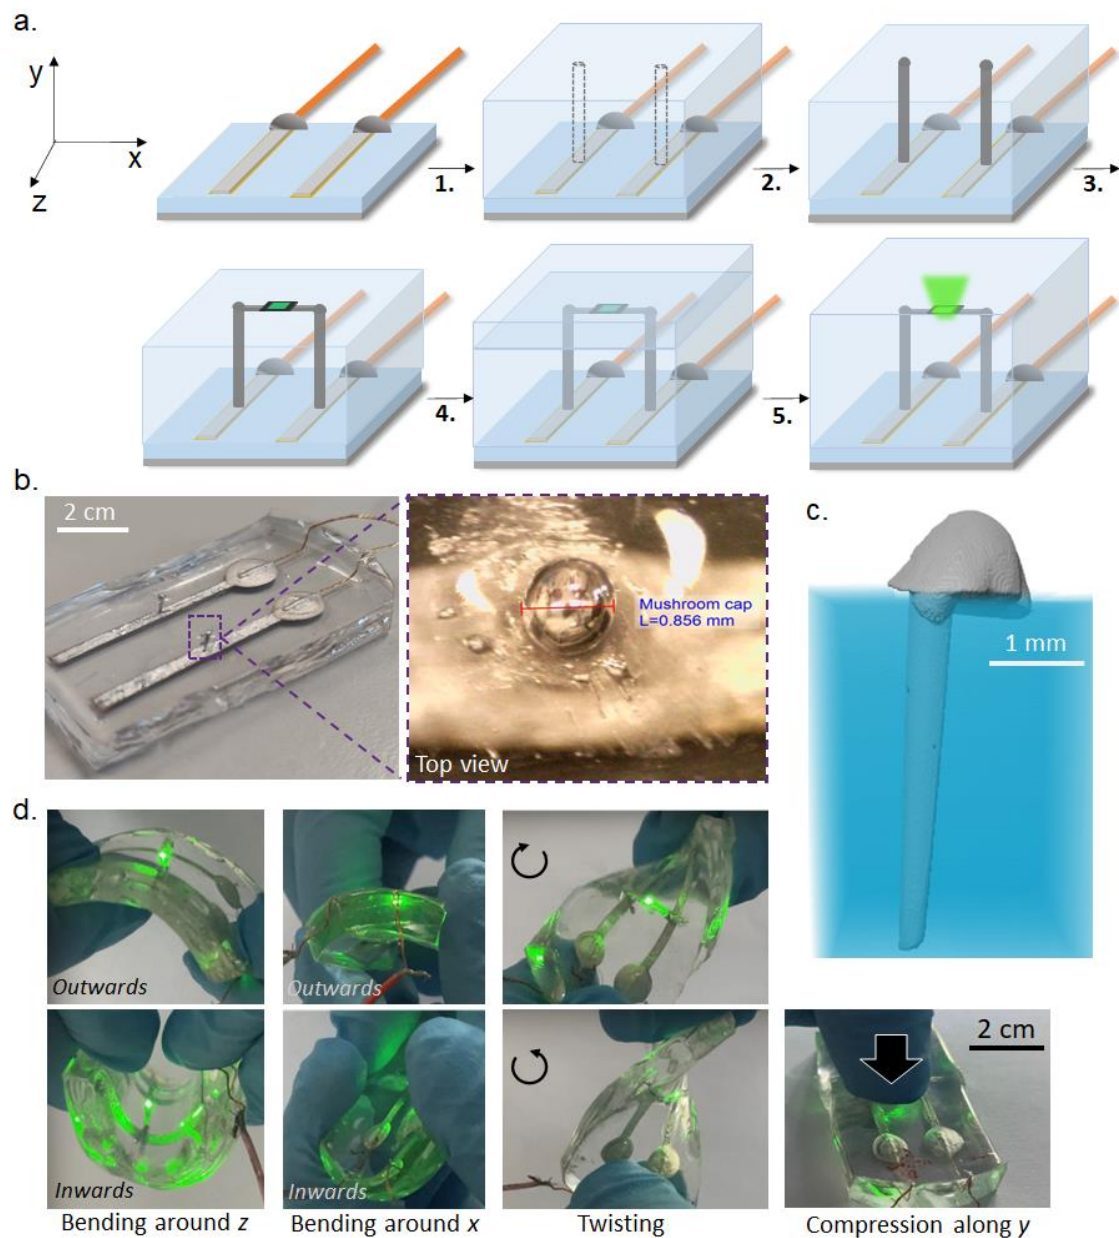 a.
y
x
z
1.
2.
3.
4.
5.
b.
2 cm
Mushroom cap
L=0.856 mm
Top view
c.
1 mm
d.
Outwards
Outwards
Inwards
Inwards
2 cm
Bending around z
Bending around x
Twisting
Compression along y